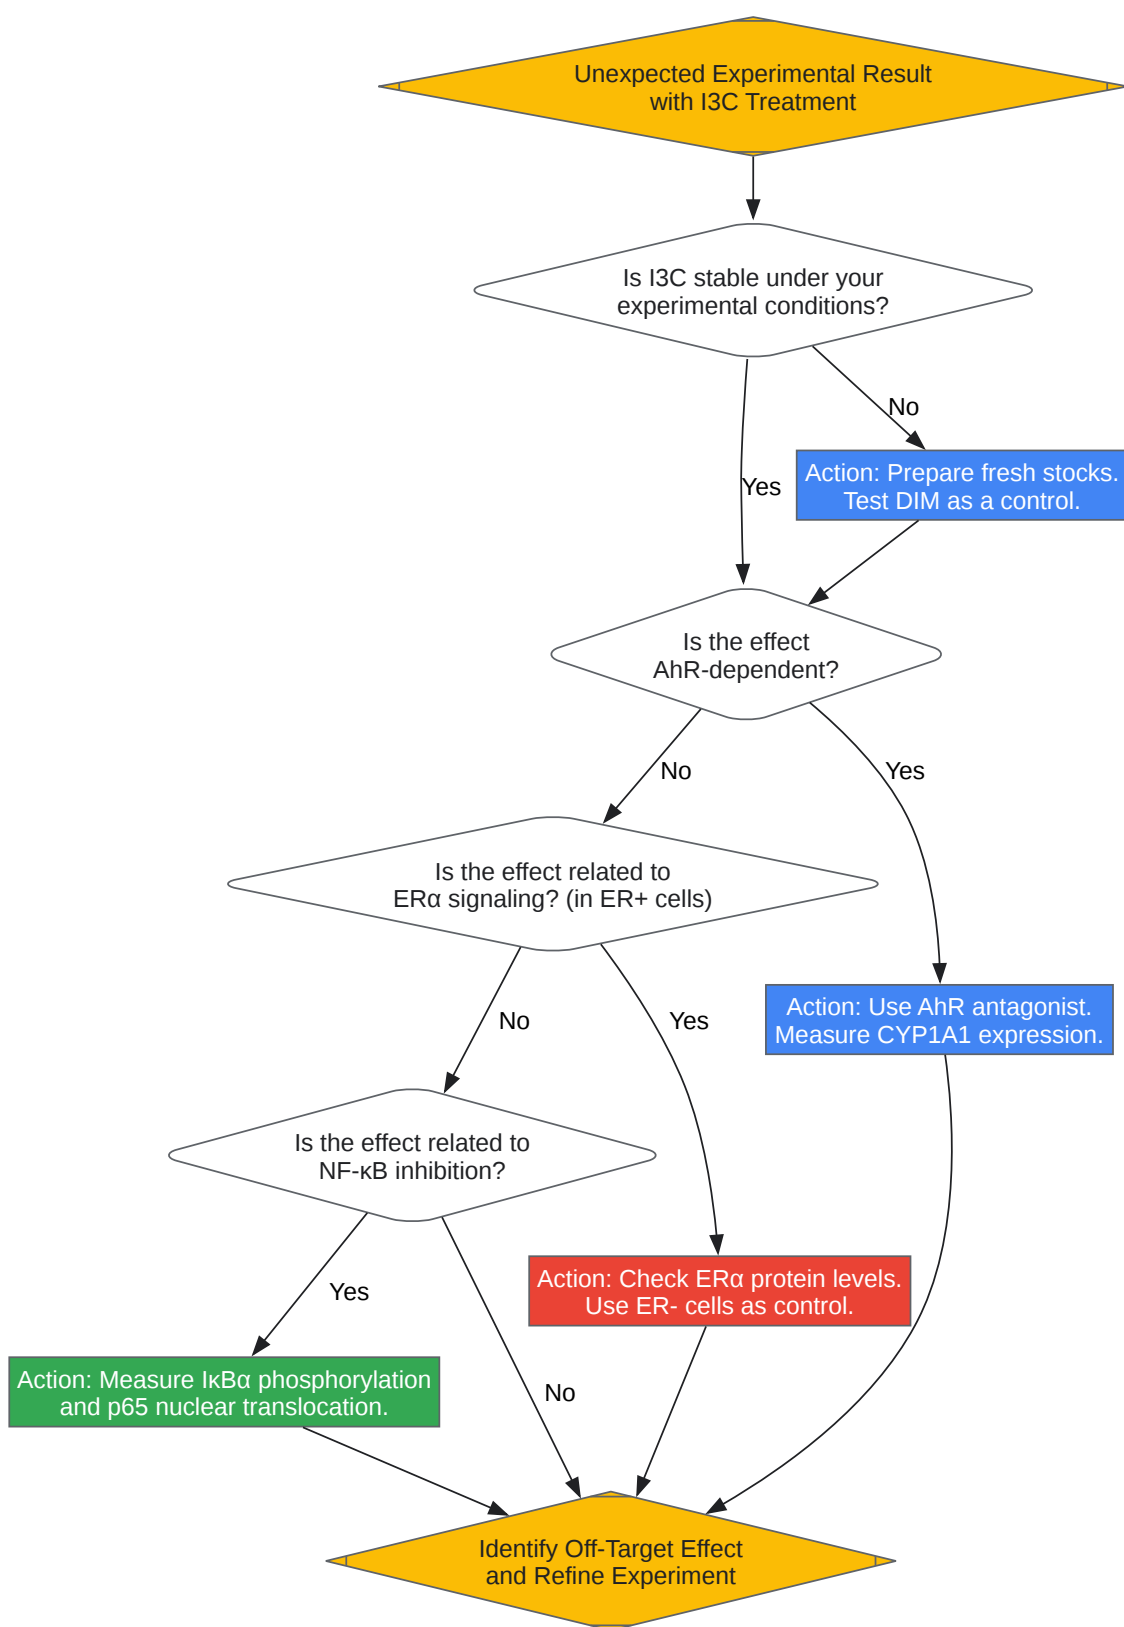 Unexpected Experimental Result
with I3C Treatment
Is I3C stable under your
experimental conditions?
No
Yes
Action: Prepare fresh stocks.
Test DIM as a control.
Is the effect
AhR-dependent?
No
Yes
Is the effect related to
ERα signaling? (in ER+ cells)
No
Yes
Action: Use AhR antagonist.
Measure CYP1A1 expression.
Is the effect related to
NF-κB inhibition?
Yes
No
Action: Check ERα protein levels.
Use ER- cells as control.
Action: Measure IκBα phosphorylation
and p65 nuclear translocation.
Identify Off-Target Effect
and Refine Experiment